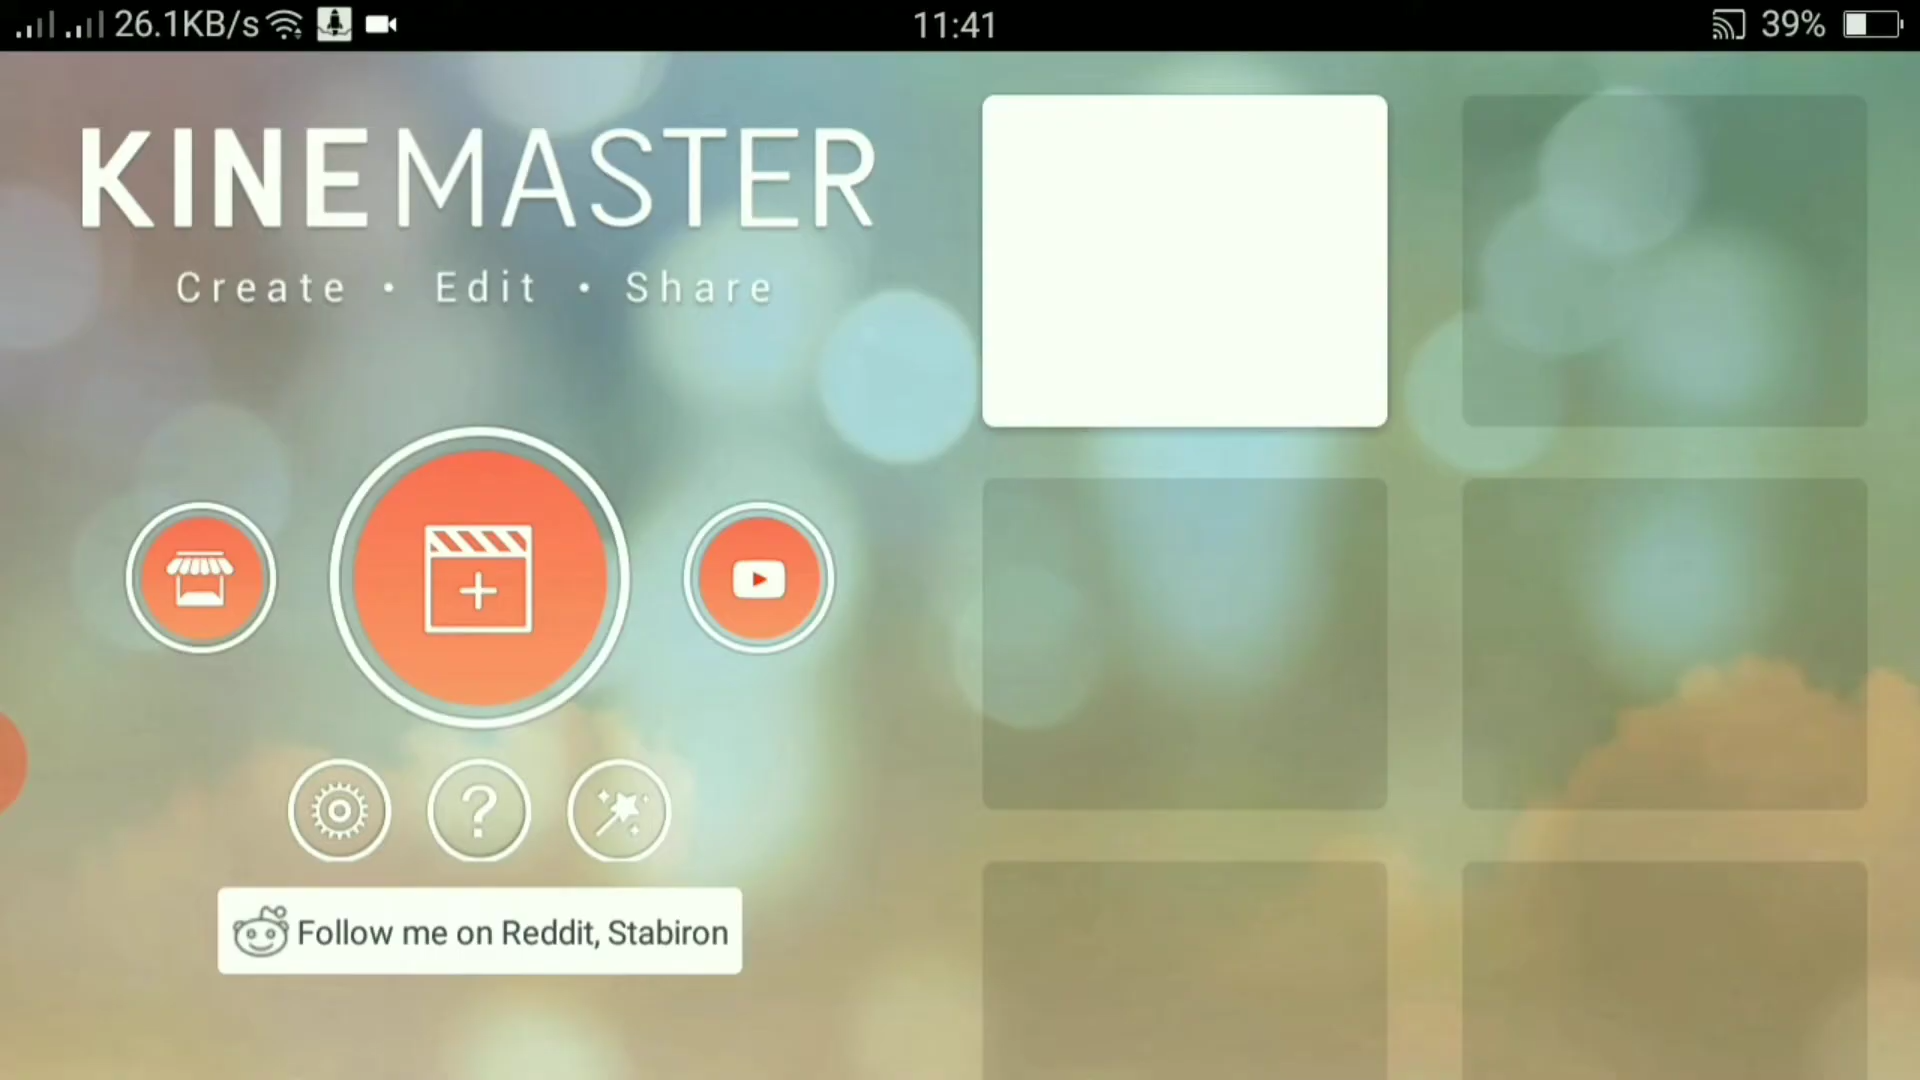 26.1KB/s
11:41
39%
KINEMASTER
Create • Edit • Share
?
Follow me on Reddit, Stabiron